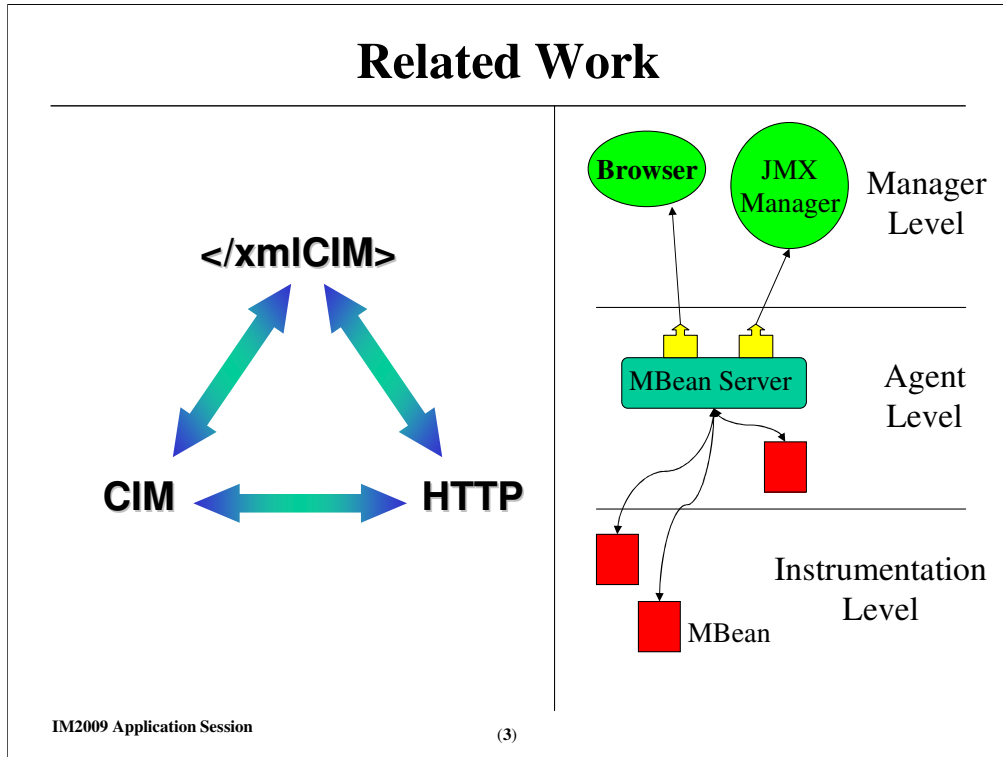 Related Work
</xmlCIM>
CIM
HTTP
Browser
JMX
Manager
Manager
Level
MBean Server
Agent
Level
Instrumentation
Level
MBean
IM2009 Application Session
(3)